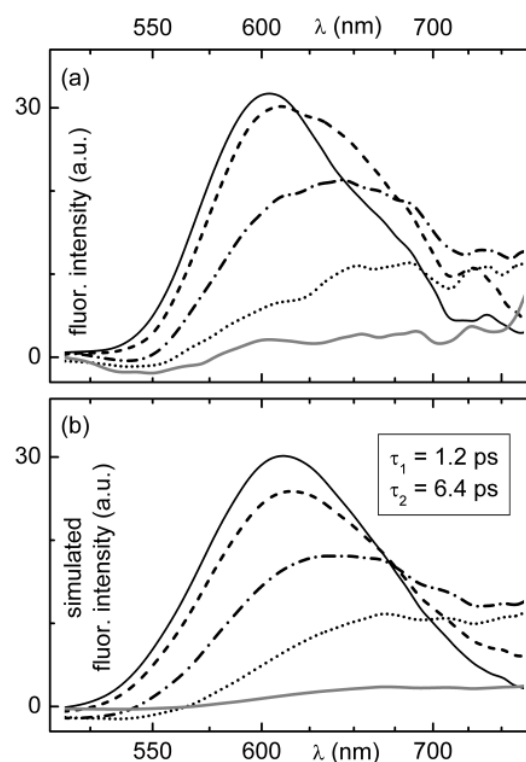 550 600 λ (nm) 700
(a)
30
0
fluor. intensity (a.u.)
(b)
30
0
simulated
fluor. intensity (a.u.)
τ1 = 1.2 ps
τ2 = 6.4 ps
550 600 λ (nm) 700